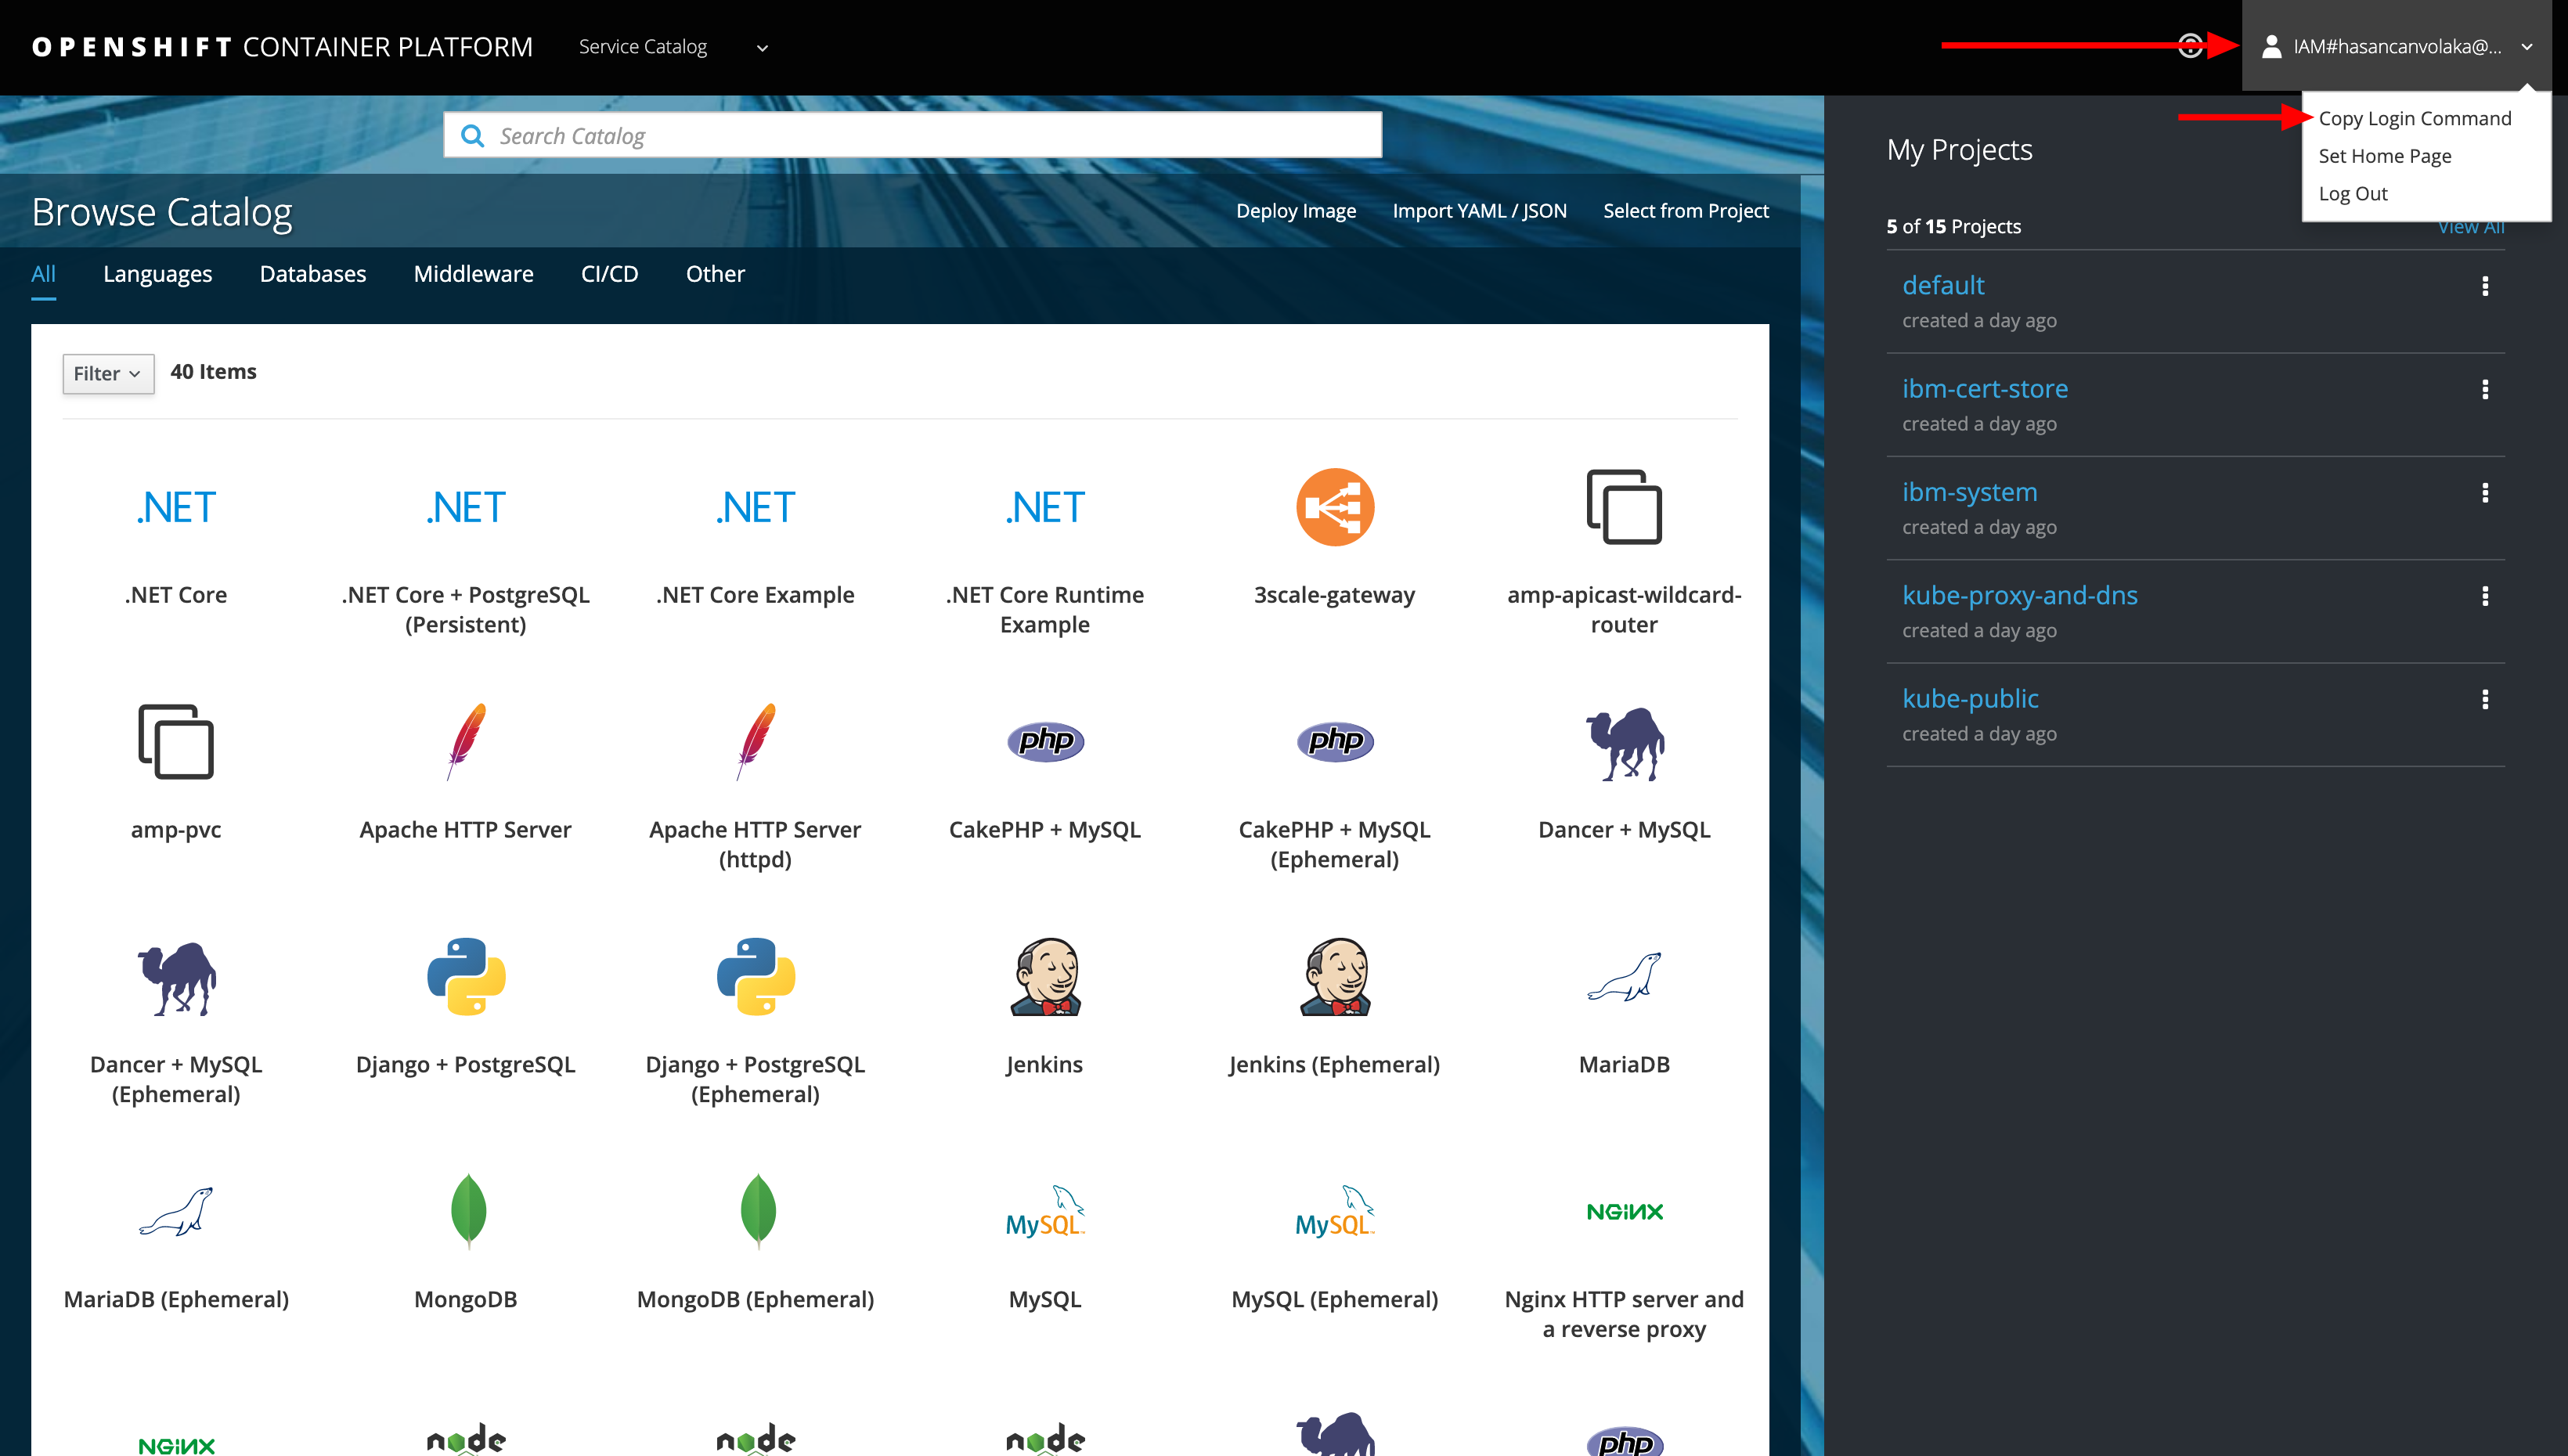 OPENSHIFT CONTAINER PLATFORM
Service Catalog
IAM#hasancanvolaka@...
Copy Login Command
Set Home Page
Log Out
Search Catalog
Browse Catalog
Deploy Image
Import YAML / JSON
Select from Project
All
Languages
Databases
Middleware
CI/CD
Other
Filter
40 Items
.NET
.NET
.NET
.NET
.NET Core
.NET Core + PostgreSQL
(Persistent)
.NET Core Example
.NET Core Runtime
Example
3scale-gateway
amp-apicast-wildcard-
router
php
php
amp-pvc
Apache HTTP Server
Apache HTTP Server
(httpd)
CakePHP + MySQL
CakePHP + MySQL
(Ephemeral)
Dancer + MySQL
Dancer + MySQL
(Ephemeral)
Django + PostgreSQL
Django + PostgreSQL
(Ephemeral)
Jenkins
Jenkins (Ephemeral)
MariaDB
MySQL
MySQL
NGINX
MariaDB (Ephemeral)
MongoDB
MongoDB (Ephemeral)
MySQL
MySQL (Ephemeral)
Nginx HTTP server and
a reverse proxy
NGINX
node
node
node
php
My Projects
5 of 15 Projects
View All
default
created a day ago
ibm-cert-store
created a day ago
ibm-system
created a day ago
kube-proxy-and-dns
created a day ago
kube-public
created a day ago